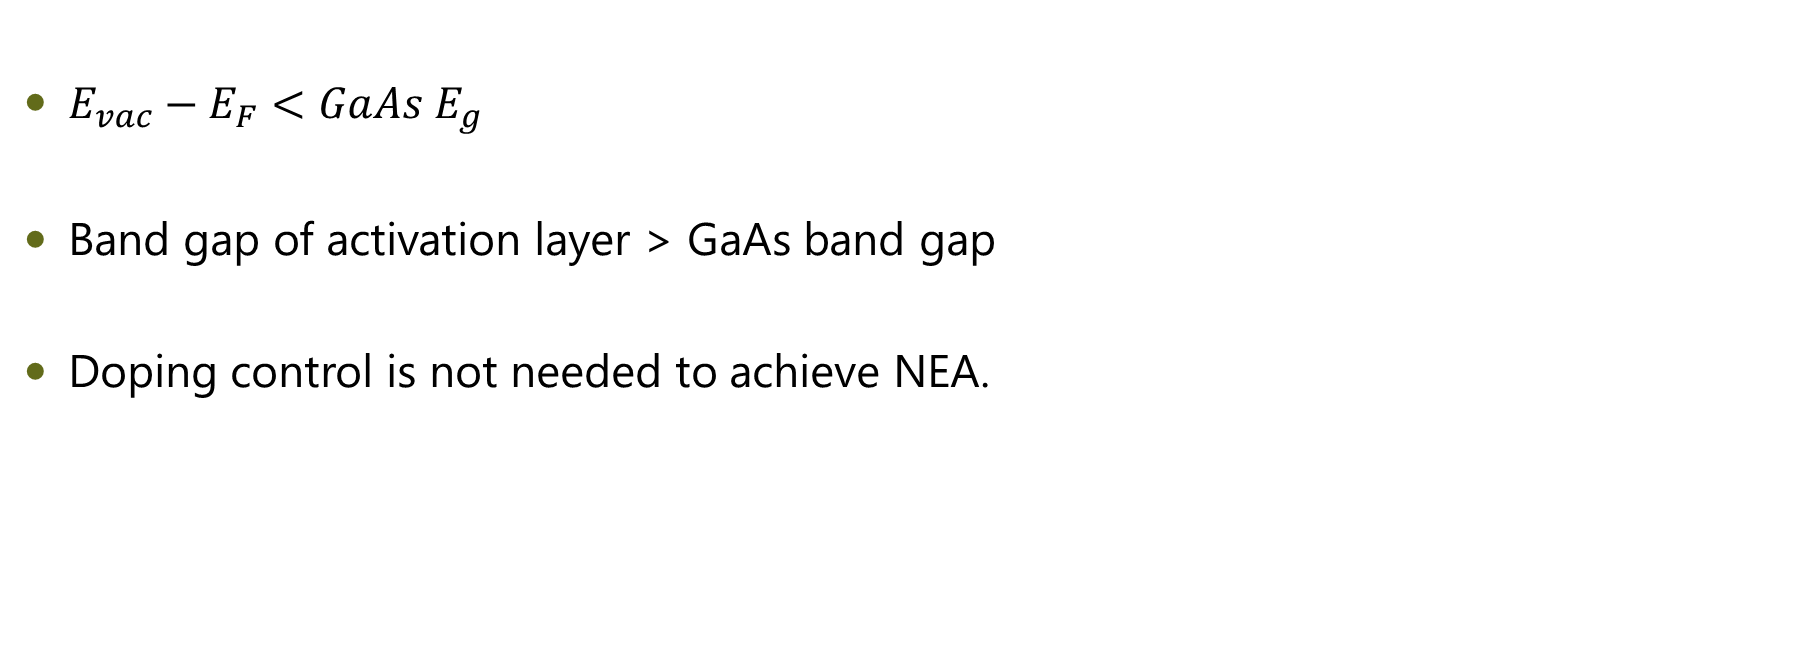 • E_vac − E_F < GaAs E_g
• Band gap of activation layer > GaAs band gap
• Doping control is not needed to achieve NEA.